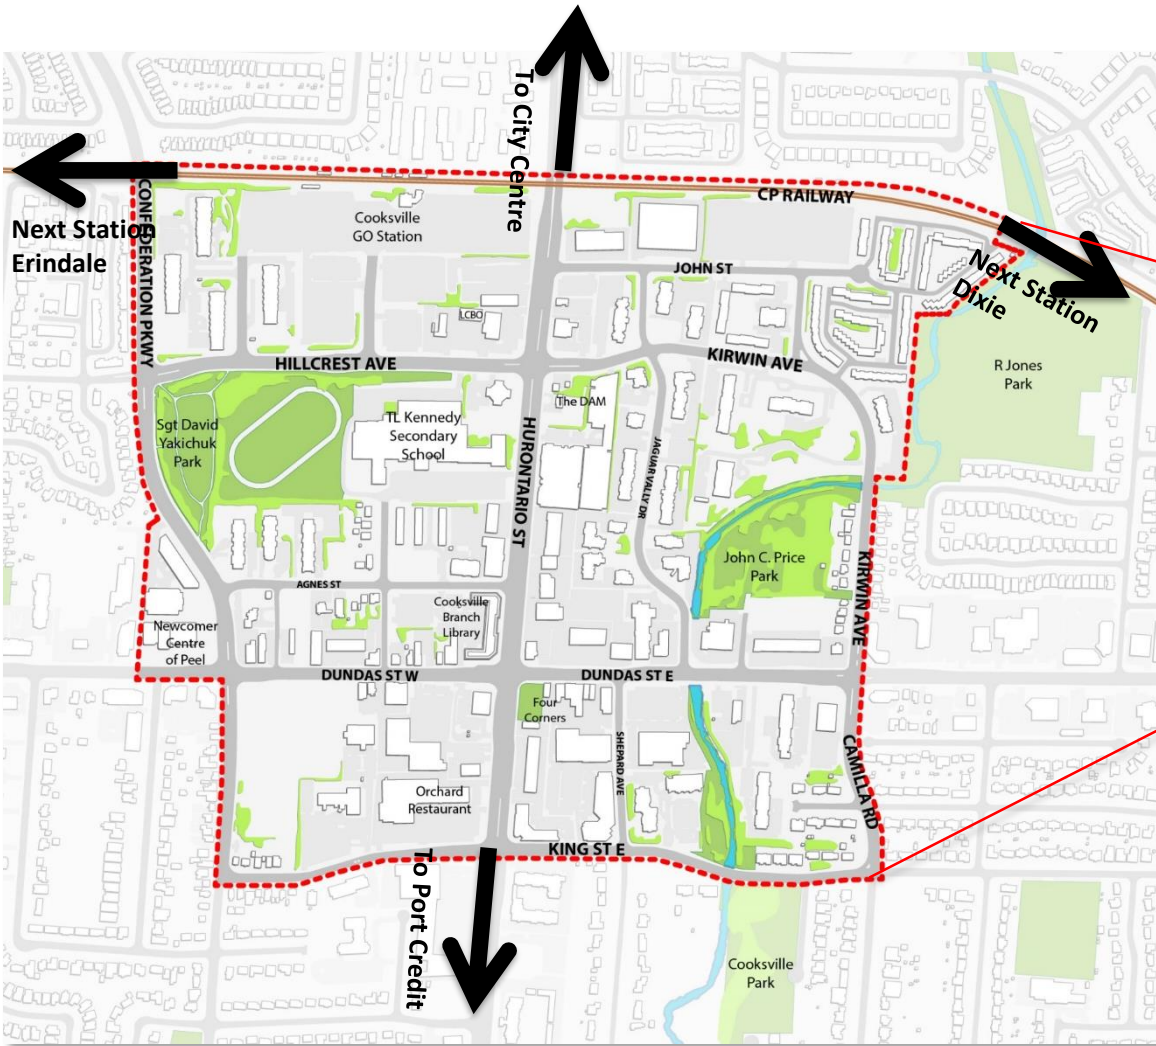 To City Centre
CP RAILWAY
CONFEDERATION PKWY
Cooksville
GO Station
Next Station
Erindale
JOHN ST
Next Station
Dixie
LCBO
HILLCREST AVE
KIRWIN AVE
R Jones
Park
The DAM
Sgt David
Yakichuk
Park
TL Kennedy
Secondary
School
HURONTARIO ST
JAGUAR VALLY DR
John C. Price
Park
KIRWIN AVE
AGNES ST
Cooksville
Branch
Library
Newcomer
Centre
of Peel
DUNDAS ST W
DUNDAS ST E
Four
Corners
SHEPARD AVE
CAMILLA RD
Orchard
Restaurant
KING ST E
To Port Credit
Cooksville
Park